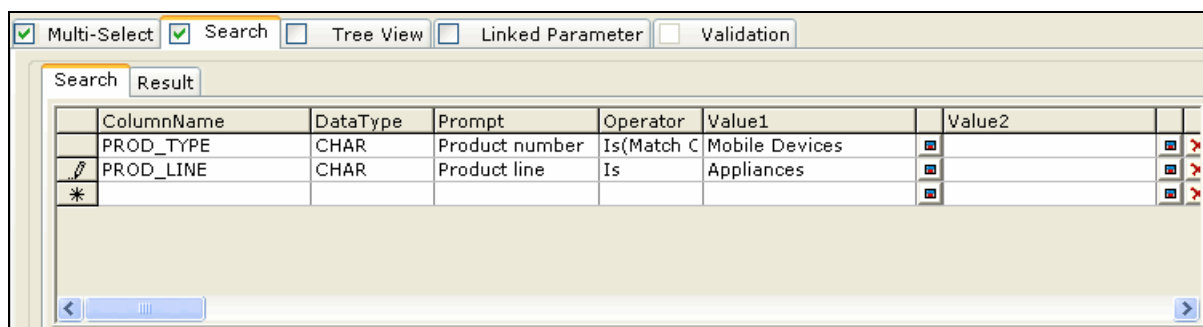 Multi-Select Search Tree View Linked Parameter Validation
Search Result
ColumnName DataType Prompt Operator Value1 Value2
PROD_TYPE CHAR Product number Is(Match C Mobile Devices
PROD_LINE CHAR Product line Is Appliances